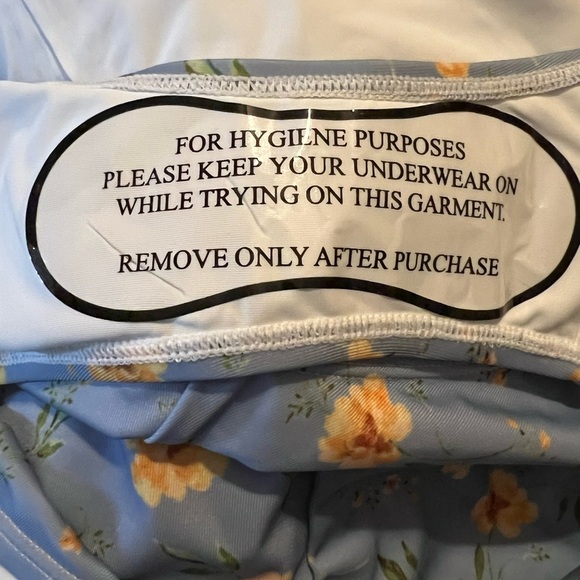 FOR HYGIENE PURPOSES
PLEASE KEEP YOUR UNDERWEAR ON
WHILE TRYING ON THIS GARMENT.
REMOVE ONLY AFTER PURCHASE